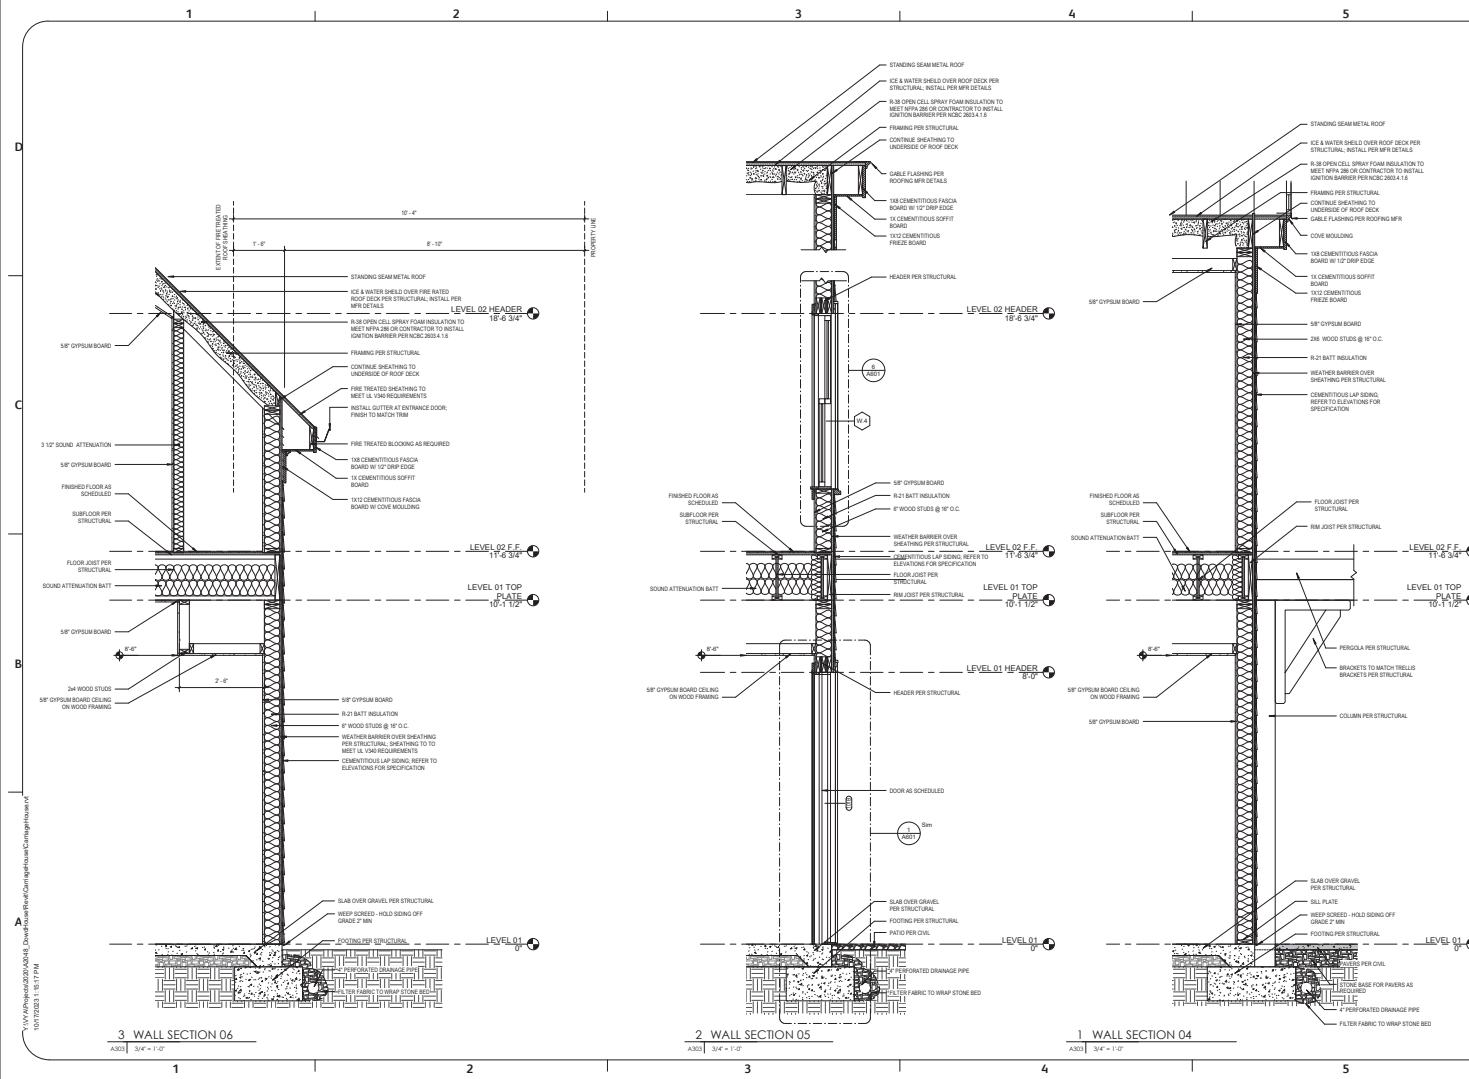 1
2
3
4
5
D
C
B
A
EXTENT OF FIRE TREATED
ROOF SHEATHING
10' - 4"
1' - 6"
8' - 10"
PROPERTY LINE
STANDING SEAM METAL ROOF
ICE & WATER SHEILD OVER FIRE RATED
ROOF DECK PER STRUCTURAL; INSTALL PER
MFR DETAILS
LEVEL 02 HEADER
18'-6 3/4"
R-38 OPEN CELL SPRAY FOAM INSULATION TO
MEET NFPA 286 OR CONTRACTOR TO INSTALL
IGNITION BARRIER PER NCBC 2603.4.1.6
5/8" GYPSUM BOARD
FRAMING PER STRUCTURAL
CONTINUE SHEATHING TO
UNDERSIDE OF ROOF DECK
FIRE TREATED SHEATHING TO
MEET UL V340 REQUIREMENTS
INSTALL GUTTER AT ENTRANCE DOOR;
FINISH TO MATCH TRIM
3 1/2" SOUND ATTENUATION
FIRE TREATED BLOCKING AS REQUIRED
5/8" GYPSUM BOARD
1X8 CEMENTITIOUS FASCIA
BOARD W/ 1/2" DRIP EDGE
1X CEMENTITIOUS SOFFIT
BOARD
FINISHED FLOOR AS
SCHEDULED
1X12 CEMENTITIOUS FASCIA
BOARD W/ COVE MOULDING
SUBFLOOR PER
STRUCTURAL
LEVEL 02 F.F.
11'-6 3/4"
FLOOR JOIST PER
STRUCTURAL
SOUND ATTENUATION BATT
LEVEL 01 TOP
PLATE
10'-1 1/2"
5/8" GYPSUM BOARD
8'-6"
2x4 WOOD STUDS
2' - 6"
5/8" GYPSUM BOARD CEILING
ON WOOD FRAMING
5/8" GYPSUM BOARD
R-21 BATT INSULATION
6" WOOD STUDS @ 16" O.C.
WEATHER BARRIER OVER SHEATHING
PER STRUCTURAL; SHEATHING TO TO
MEET UL V340 REQUIREMENTS
CEMENTITIOUS LAP SIDING; REFER TO
ELEVATIONS FOR SPECIFICATION
SLAB OVER GRAVEL PER STRUCTURAL
WEEP SCREED - HOLD SIDING OFF
GRADE 2" MIN
FOOTING PER STRUCTURAL
LEVEL 01
0"
4" PERFORATED DRAINAGE PIPE
FILTER FABRIC TO WRAP STONE BED
3 WALL SECTION 06
A303 3/4" = 1'-0"
STANDING SEAM METAL ROOF
ICE & WATER SHEILD OVER ROOF DECK PER
STRUCTURAL; INSTALL PER MFR DETAILS
R-38 OPEN CELL SPRAY FOAM INSULATION TO
MEET NFPA 286 OR CONTRACTOR TO INSTALL
IGNITION BARRIER PER NCBC 2603.4.1.6
FRAMING PER STRUCTURAL
CONTINUE SHEATHING TO
UNDERSIDE OF ROOF DECK
GABLE FLASHING PER
ROOFING MFR DETAILS
1X8 CEMENTITIOUS FASCIA
BOARD W/ 1/2" DRIP EDGE
1X CEMENTITIOUS SOFFIT
BOARD
1X12 CEMENTITIOUS
FRIEZE BOARD
HEADER PER STRUCTURAL
LEVEL 02 HEADER
18'-6 3/4"
6
A601
W.4
5/8" GYPSUM BOARD
R-21 BATT INSULATION
6" WOOD STUDS @ 16" O.C.
FINISHED FLOOR AS
SCHEDULED
SUBFLOOR PER
STRUCTURAL
WEATHER BARRIER OVER
SHEATHING PER STRUCTURAL
LEVEL 02 F.F.
11'-6 3/4"
CEMENTITIOUS LAP SIDING; REFER TO
ELEVATIONS FOR SPECIFICATION
FLOOR JOIST PER
STRUCTURAL
SOUND ATTENUATION BATT
RIM JOIST PER STRUCTURAL
LEVEL 01 TOP
PLATE
10'-1 1/2"
8'-6"
LEVEL 01 HEADER
8'-0"
5/8" GYPSUM BOARD CEILING
ON WOOD FRAMING
HEADER PER STRUCTURAL
DOOR AS SCHEDULED
1
A601
Sim
SLAB OVER GRAVEL
PER STRUCTURAL
FOOTING PER STRUCTURAL
PATIO PER CIVIL
LEVEL 01
0"
4" PERFORATED DRAINAGE PIPE
FILTER FABRIC TO WRAP STONE BED
2 WALL SECTION 05
A303 3/4" = 1'-0"
STANDING SEAM METAL ROOF
ICE & WATER SHEILD OVER ROOF DECK PER
STRUCTURAL; INSTALL PER MFR DETAILS
R-38 OPEN CELL SPRAY FOAM INSULATION TO
MEET NFPA 286 OR CONTRACTOR TO INSTALL
IGNITION BARRIER PER NCBC 2603.4.1.6
FRAMING PER STRUCTURAL
CONTINUE SHEATHING TO
UNDERSIDE OF ROOF DECK
GABLE FLASHING PER ROOFING MFR
COVE MOULDING
1X8 CEMENTITIOUS FASCIA
BOARD W/ 1/2" DRIP EDGE
1X CEMENTITIOUS SOFFIT
BOARD
1X12 CEMENTITIOUS
FRIEZE BOARD
5/8" GYPSUM BOARD
5/8" GYPSUM BOARD
2X6 WOOD STUDS @ 16" O.C.
R-21 BATT INSULATION
WEATHER BARRIER OVER
SHEATHING PER STRUCTURAL
CEMENTITIOUS LAP SIDING;
REFER TO ELEVATIONS FOR
SPECIFICATION
FINISHED FLOOR AS
SCHEDULED
FLOOR JOIST PER
STRUCTURAL
SUBFLOOR PER
STRUCTURAL
RIM JOIST PER STRUCTURAL
SOUND ATTENUATION BATT
LEVEL 02 F.F.
11'-6 3/4"
LEVEL 01 TOP
PLATE
10'-1 1/2"
8'-6"
PERGOLA PER STRUCTURAL
BRACKETS TO MATCH TRELLIS
BRACKETS PER STRUCTURAL
5/8" GYPSUM BOARD CEILING
ON WOOD FRAMING
5/8" GYPSUM BOARD
COLUMN PER STRUCTURAL
SLAB OVER GRAVEL
PER STRUCTURAL
SILL PLATE
WEEP SCREED - HOLD SIDING OFF
GRADE 2" MIN
FOOTING PER STRUCTURAL
LEVEL 01
0"
PAVERS PER CIVIL
STONE BASE FOR PAVERS AS
REQUIRED
4" PERFORATED DRAINAGE PIPE
FILTER FABRIC TO WRAP STONE BED
1 WALL SECTION 04
A303 3/4" = 1'-0"
10/17/2023 1:15:17 PM
1
2
3
4
5